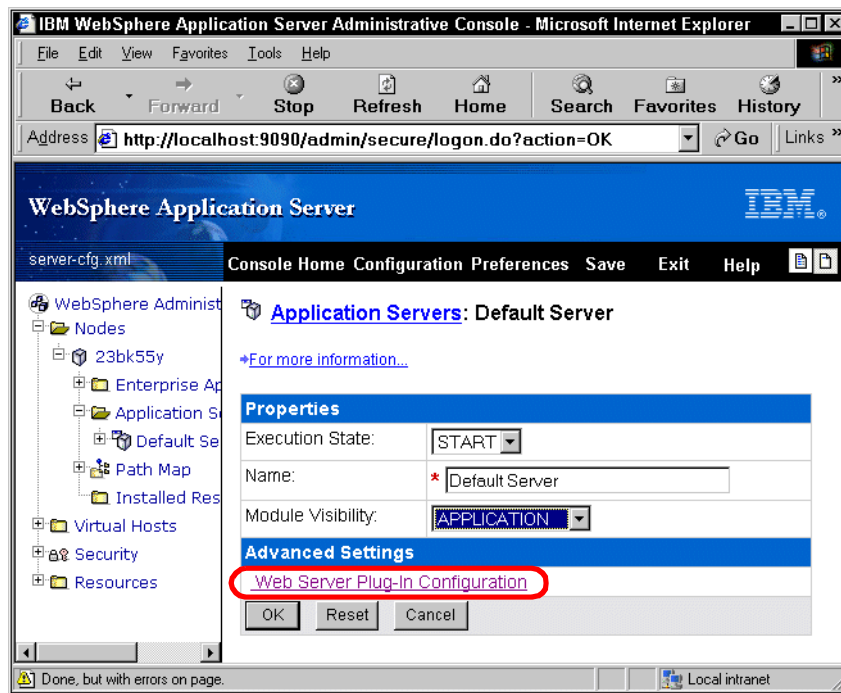 IBM WebSphere Application Server Administrative Console - Microsoft Internet Explorer
File Edit View Favorites Tools Help
Back Forward Stop Refresh Home Search Favorites History »
Address http://localhost:9090/admin/secure/logon.do?action=OK Go Links »
WebSphere Application Server IBM®
server-cfg.xml Console Home Configuration Preferences Save Exit Help
WebSphere Administ
Nodes
23bk55y
Enterprise Ap
Application S
Default Se
Path Map
Installed Res
Virtual Hosts
Security
Resources
Application Servers: Default Server
For more information...
Properties
Execution State: START
Name: * Default Server
Module Visibility: APPLICATION
Advanced Settings
Web Server Plug-In Configuration
OK Reset Cancel
Done, but with errors on page. Local intranet